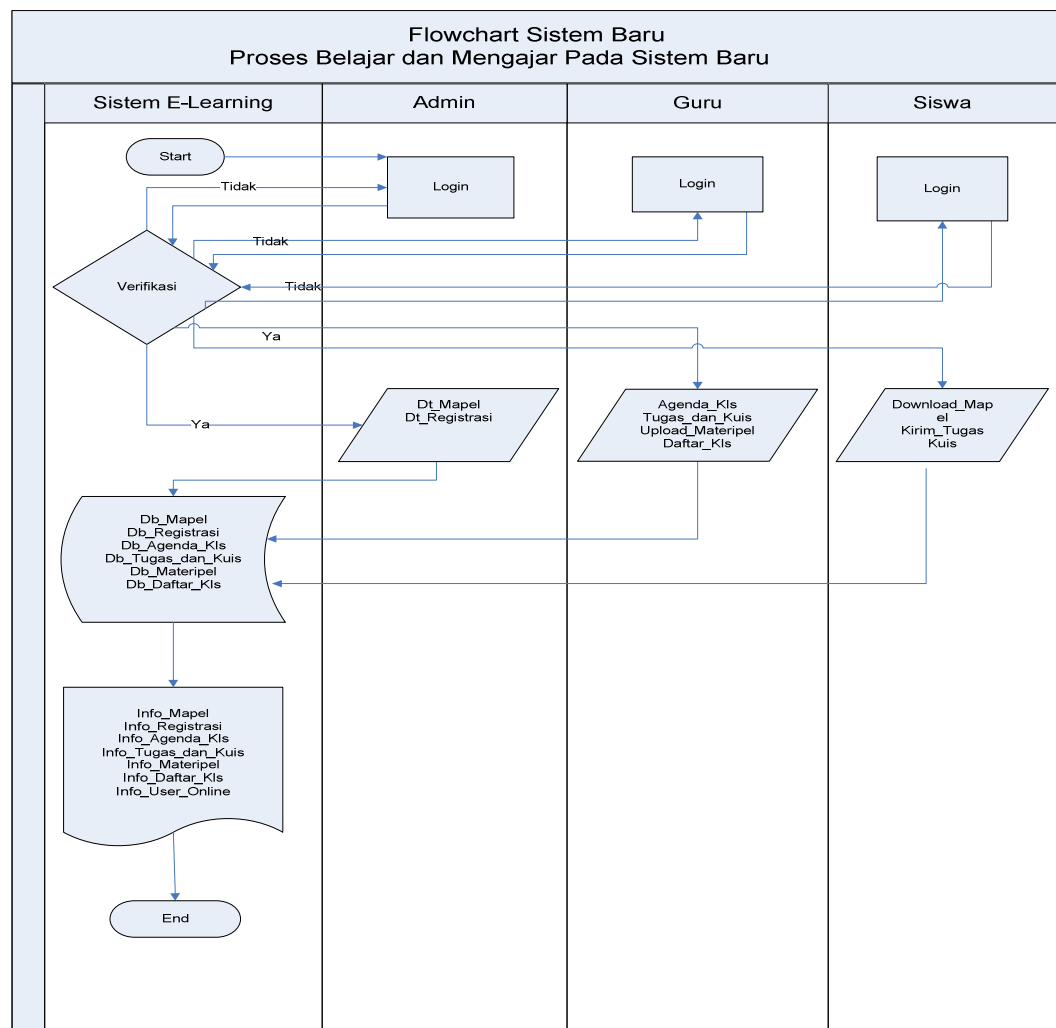 Flowchart Sistem Baru
Proses Belajar dan Mengajar Pada Sistem Baru
Sistem E-Learning
Admin
Guru
Siswa
Start
Login
Login
Login
Tidak
Tidak
Verifikasi
Tidak
Ya
Dt_Mapel
Dt_Registrasi
Ya
Agenda_Kls
Tugas_dan_Kuis
Upload_Materipel
Daftar_Kls
Download_Map
el
Kirim_Tugas
Kuis
Db_Mapel
Db_Registrasi
Db_Agenda_Kls
Db_Tugas_dan_Kuis
Db_Materipel
Db_Daftar_Kls
Info_Mapel
Info_Registrasi
Info_Agenda_Kls
Info_Tugas_dan_Kuis
Info_Materipel
Info_Daftar_Kls
Info_User_Online
End